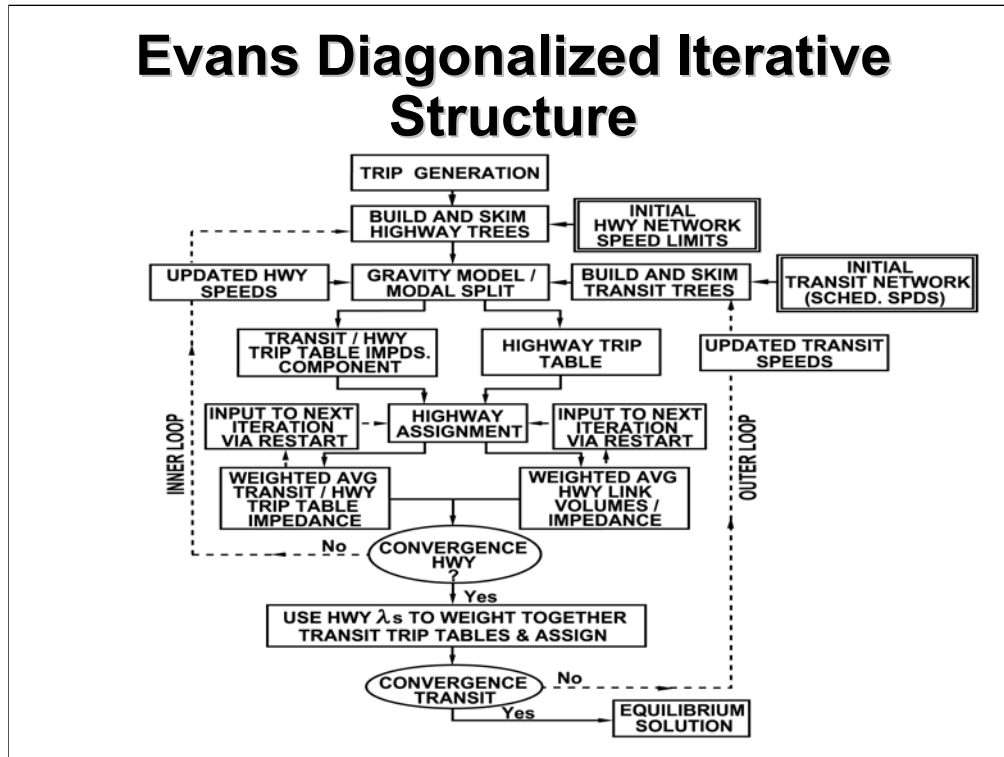 Evans Diagonalized Iterative
Structure
TRIP GENERATION
BUILD AND SKIM
HIGHWAY TREES
INITIAL
HWY NETWORK
SPEED LIMITS
UPDATED HWY
SPEEDS
GRAVITY MODEL /
MODAL SPLIT
BUILD AND SKIM
TRANSIT TREES
INITIAL
TRANSIT NETWORK
(SCHED. SPDS)
TRANSIT / HWY
TRIP TABLE IMPDS.
COMPONENT
HIGHWAY TRIP
TABLE
UPDATED TRANSIT
SPEEDS
INPUT TO NEXT
ITERATION
VIA RESTART
HIGHWAY
ASSIGNMENT
INPUT TO NEXT
ITERATION
VIA RESTART
INNER LOOP
OUTER LOOP
WEIGHTED AVG
TRANSIT / HWY
TRIP TABLE
IMPEDANCE
WEIGHTED AVG
HWY LINK
VOLUMES /
IMPEDANCE
No
CONVERGENCE
HWY
?
Yes
USE HWY λs TO WEIGHT TOGETHER
TRANSIT TRIP TABLES & ASSIGN
CONVERGENCE
TRANSIT
No
Yes
EQUILIBRIUM
SOLUTION